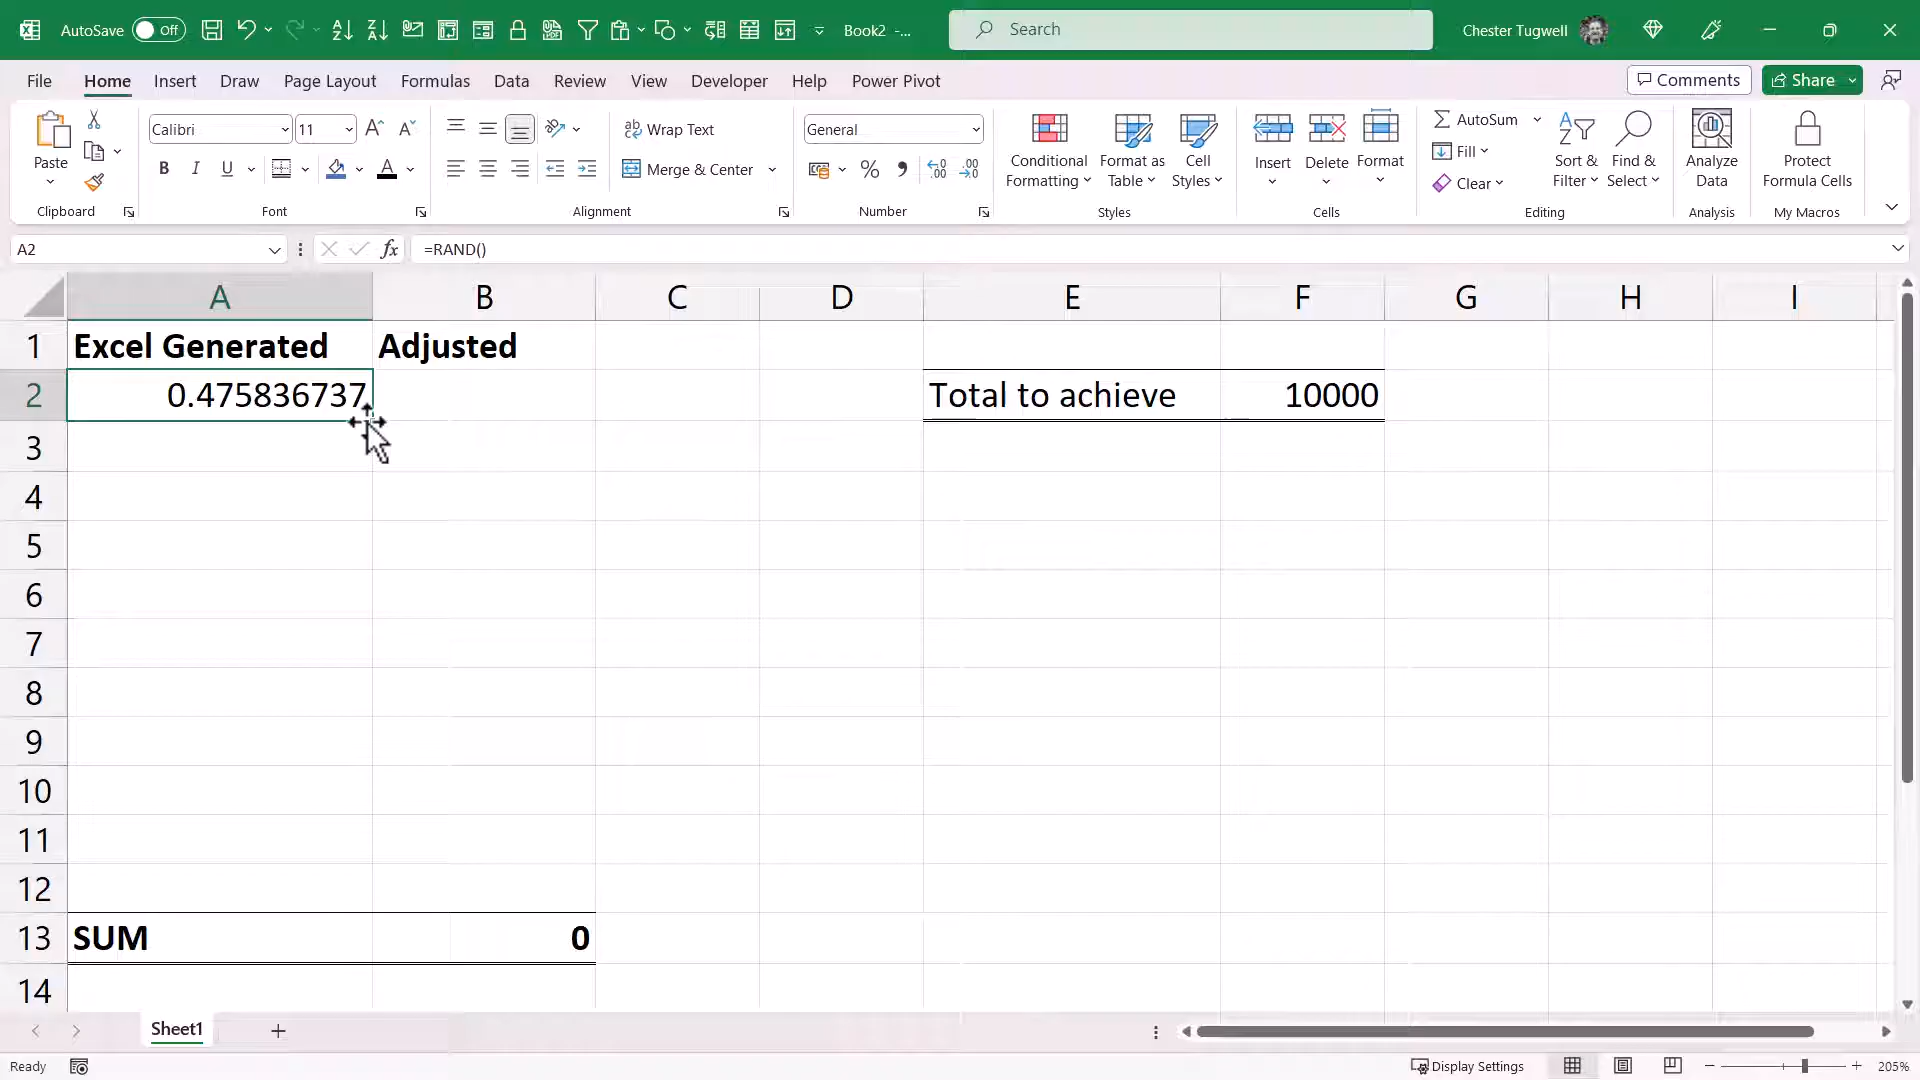 AutoSave Off Book2 -... Search Chester Tugwell
File Home Insert Draw Page Layout Formulas Data Review View Developer Help Power Pivot Comments Share
Paste Calibri 11 Wrap Text General Conditional Formatting Format as Table Cell Styles Insert Delete Format AutoSum Sort & Filter Find & Select Analyze Data Protect Formula Cells
B I U Merge & Center % Fill
Clear
Clipboard Font Alignment Number Styles Cells Editing Analysis My Macros
A2 fx =RAND()
A B C D E F G H I
1 Excel Generated Adjusted
2 0.475836737 Total to achieve 10000
3
4
5
6
7
8
9
10
11
12
13 SUM 0
14
Sheet1
Ready Display Settings 205%